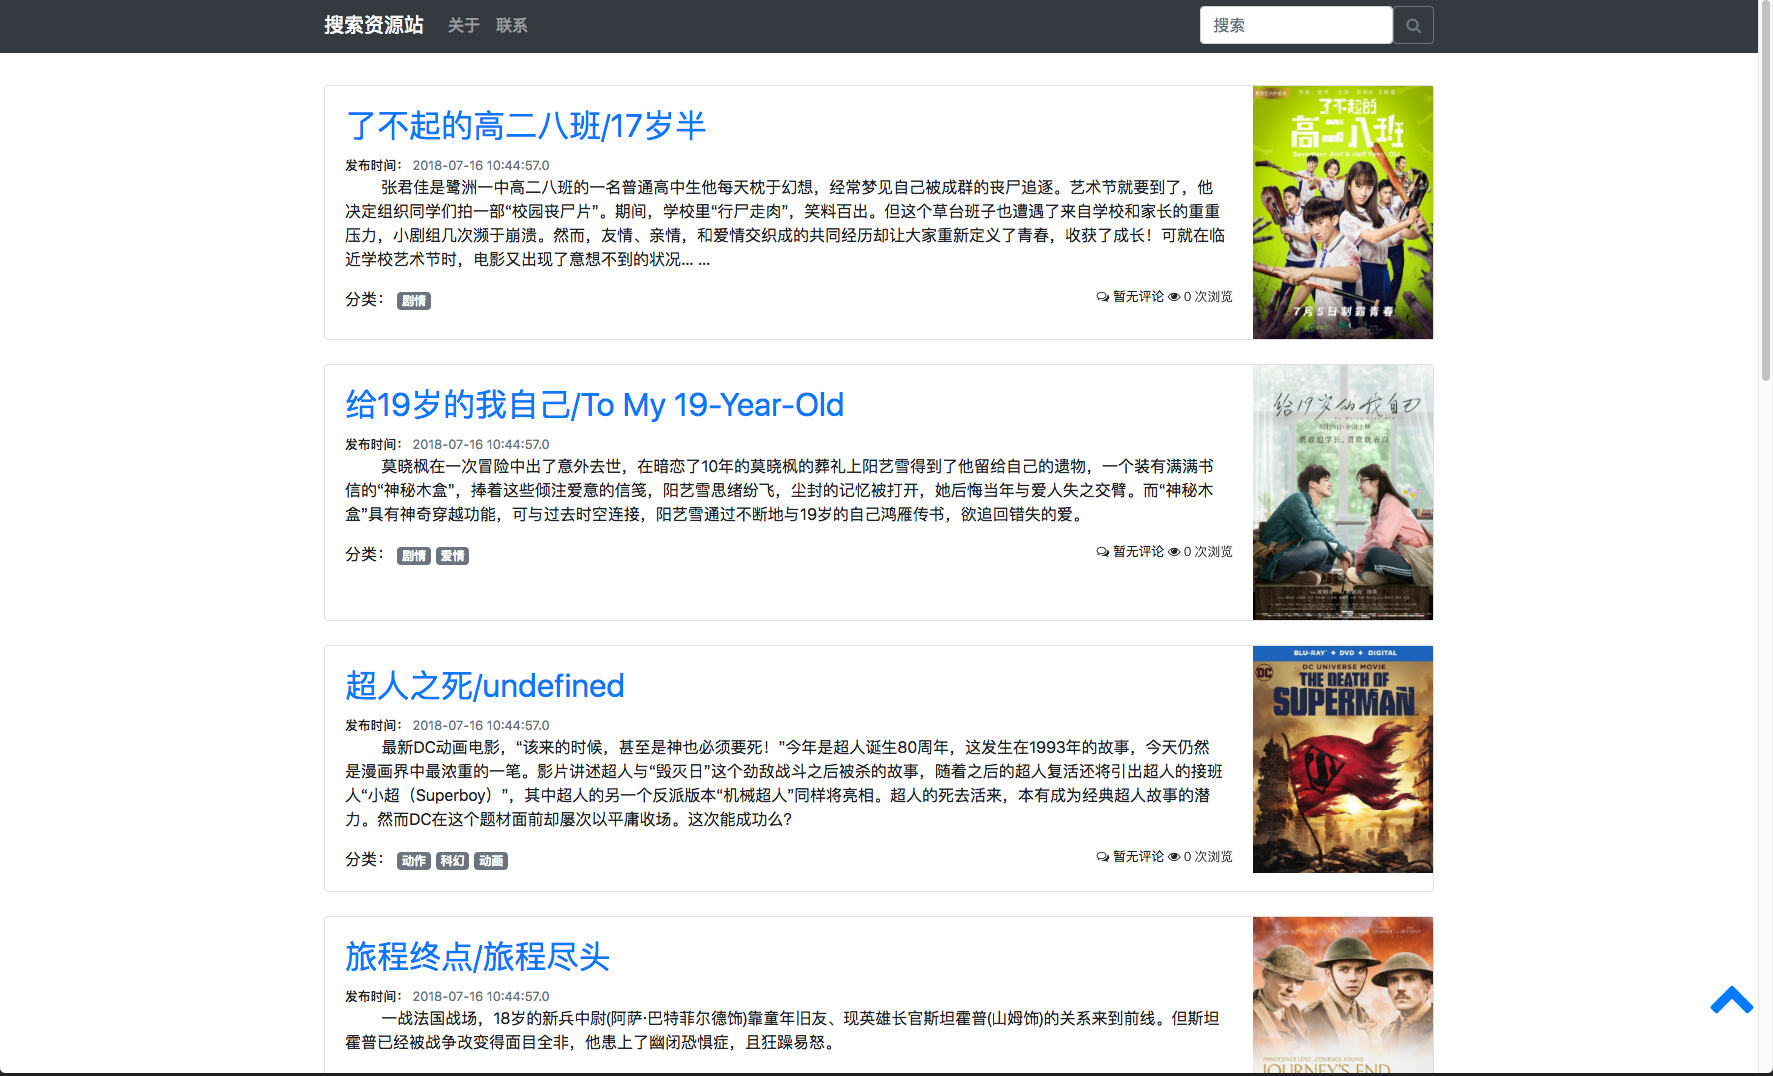 搜索资源站 关于 联系 搜索
了不起的高二八班/17岁半
发布时间： 2018-07-16 10:44:57.0
张君佳是鹭洲一中高二八班的一名普通高中生他每天枕于幻想，经常梦见自己被成群的丧尸追逐。艺术节就要到了，他
决定组织同学们拍一部“校园丧尸片”。期间，学校里“行尸走肉”，笑料百出。但这个草台班子也遭遇了来自学校和家长的重重
压力，小剧组几次濒于崩溃。然而，友情、亲情，和爱情交织成的共同经历却让大家重新定义了青春，收获了成长！可就在临
近学校艺术节时，电影又出现了意想不到的状况... ...
分类： 剧情 暂无评论 0 次浏览
了不起的
高二八班
Seventeen And A Half Years Old
7月5日制霸青春
给19岁的我自己/To My 19-Year-Old
发布时间： 2018-07-16 10:44:57.0
莫晓枫在一次冒险中出了意外去世，在暗恋了10年的莫晓枫的葬礼上阳艺雪得到了他留给自己的遗物，一个装有满满书
信的“神秘木盒”，捧着这些倾注爱意的信笺，阳艺雪思绪纷飞，尘封的记忆被打开，她后悔当年与爱人失之交臂。而“神秘木
盒”具有神奇穿越功能，可与过去时空连接，阳艺雪通过不断地与19岁的自己鸿雁传书，欲追回错失的爱。
分类： 剧情 爱情 暂无评论 0 次浏览
给19岁的我自己
超人之死/undefined
发布时间： 2018-07-16 10:44:57.0
最新DC动画电影，“该来的时候，甚至是神也必须要死！”今年是超人诞生80周年，这发生在1993年的故事，今天仍然
是漫画界中最浓重的一笔。影片讲述超人与“毁灭日”这个劲敌战斗之后被杀的故事，随着之后的超人复活还将引出超人的接班
人“小超（Superboy）”，其中超人的另一个反派版本“机械超人”同样将亮相。超人的死去活来，本有成为经典超人故事的潜
力。然而DC在这个题材面前却屡次以平庸收场。这次能成功么?
分类： 动作 科幻 动画 暂无评论 0 次浏览
BLU-RAY + DVD + DIGITAL
DC
DC UNIVERSE MOVIE
THE DEATH OF
SUPERMAN
旅程终点/旅程尽头
发布时间： 2018-07-16 10:44:57.0
一战法国战场，18岁的新兵中尉(阿萨·巴特菲尔德饰)靠童年旧友、现英雄长官斯坦霍普(山姆饰)的关系来到前线。但斯坦
霍普已经被战争改变得面目全非，他患上了幽闭恐惧症，且狂躁易怒。
INNOCENCE LOST. COURAGE FOUND
JOURNEY'S END